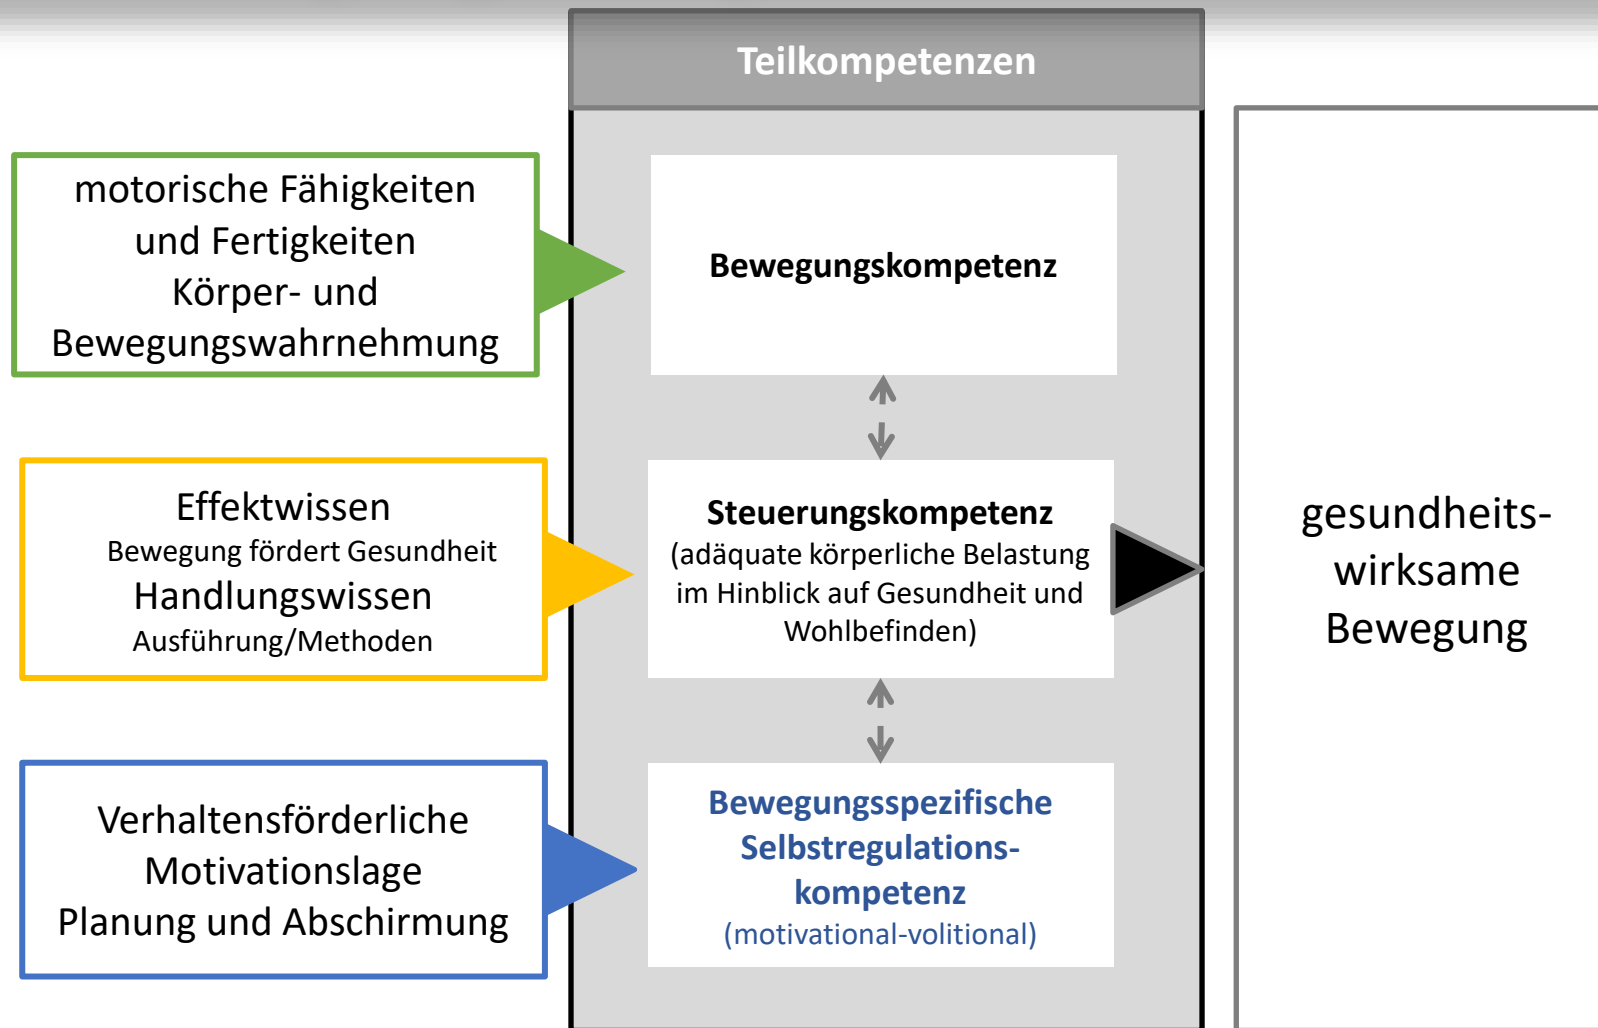 Teilkompetenzen
motorische Fähigkeiten
und Fertigkeiten
Körper- und
Bewegungswahrnehmung
Bewegungskompetenz
Effektwissen
Bewegung fördert Gesundheit
Handlungswissen
Ausführung/Methoden
Steuerungskompetenz
(adäquate körperliche Belastung
im Hinblick auf Gesundheit und
Wohlbefinden)
Verhaltensförderliche
Motivationslage
Planung und Abschirmung
Bewegungsspezifische
Selbstregulations-
kompetenz
(motivational-volitional)
gesundheits-
wirksame
Bewegung